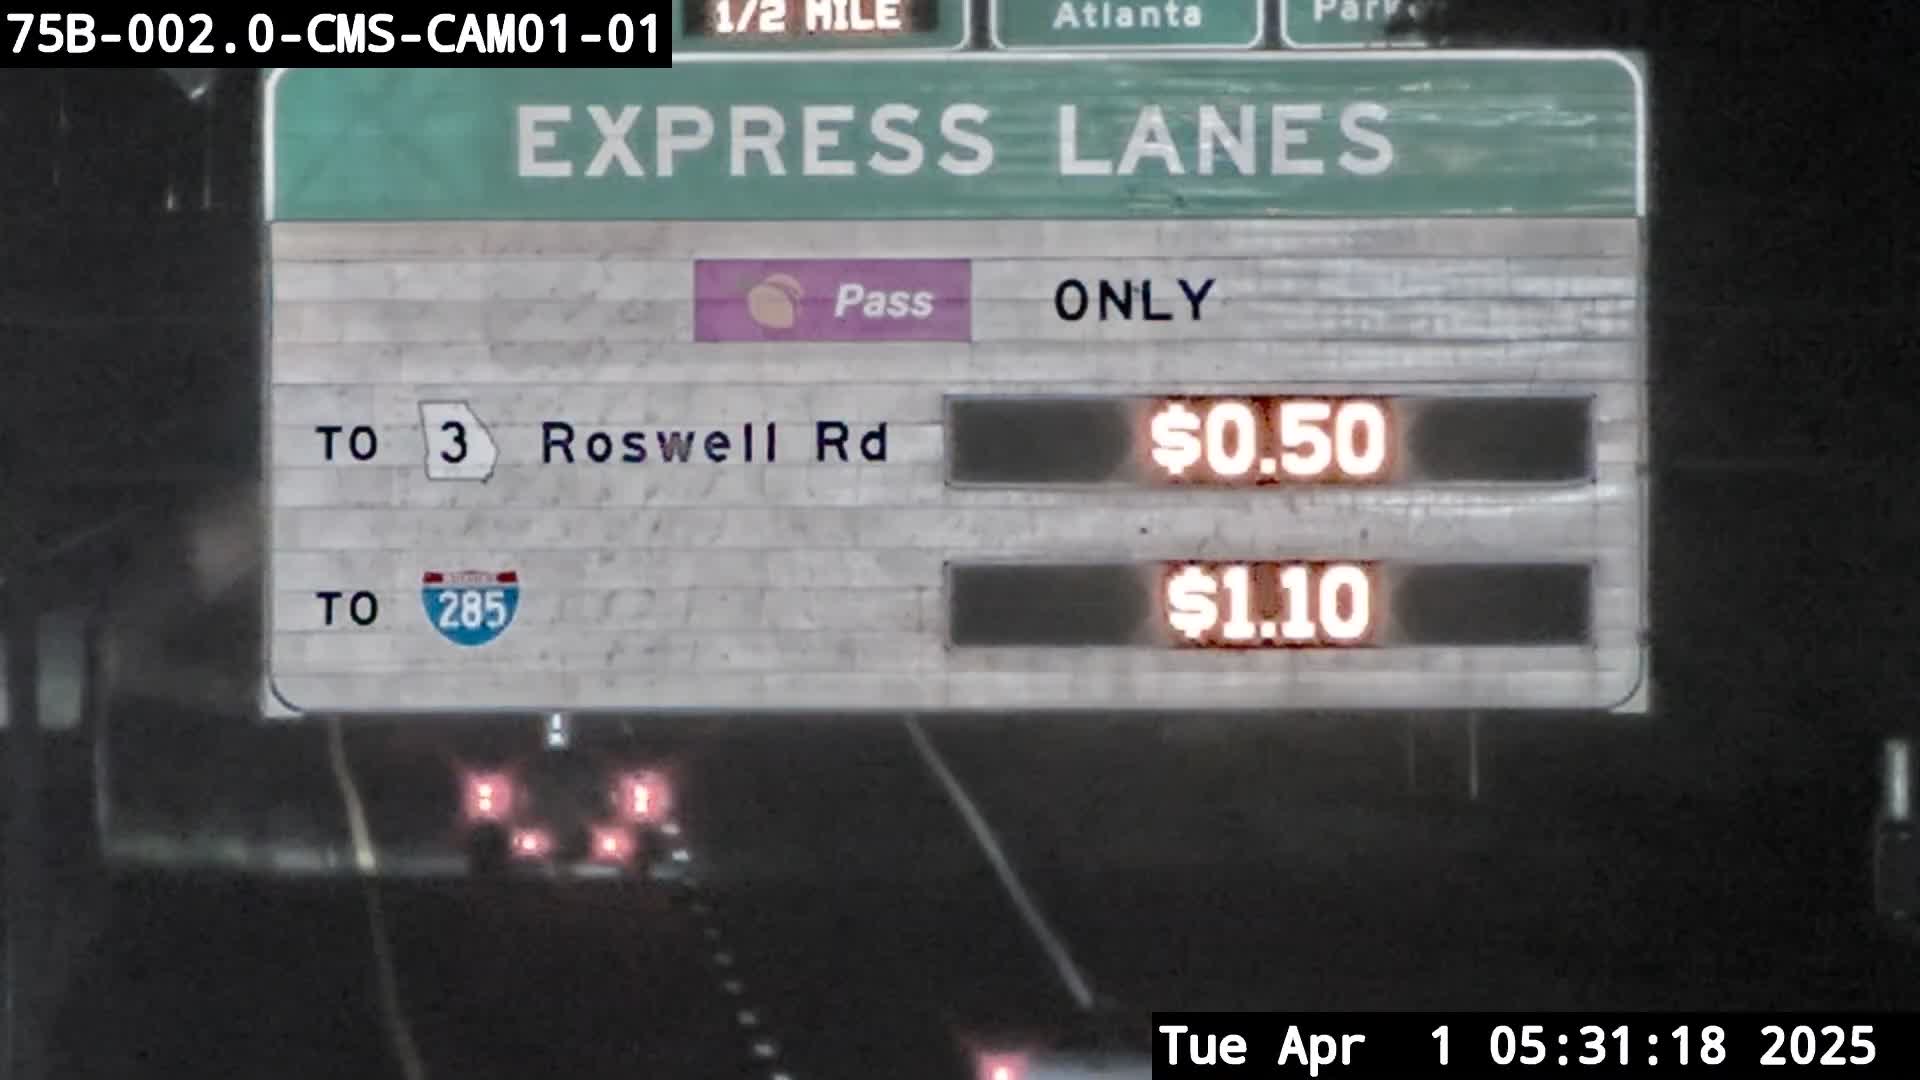 75B-002.0-CMS-CAM01-01
1/2 MILE
Atlanta
EXPRESS LANES
Pass ONLY
TO 3 Roswell Rd $0.50
TO 285 $1.10
Tue Apr 1 05:31:18 2025